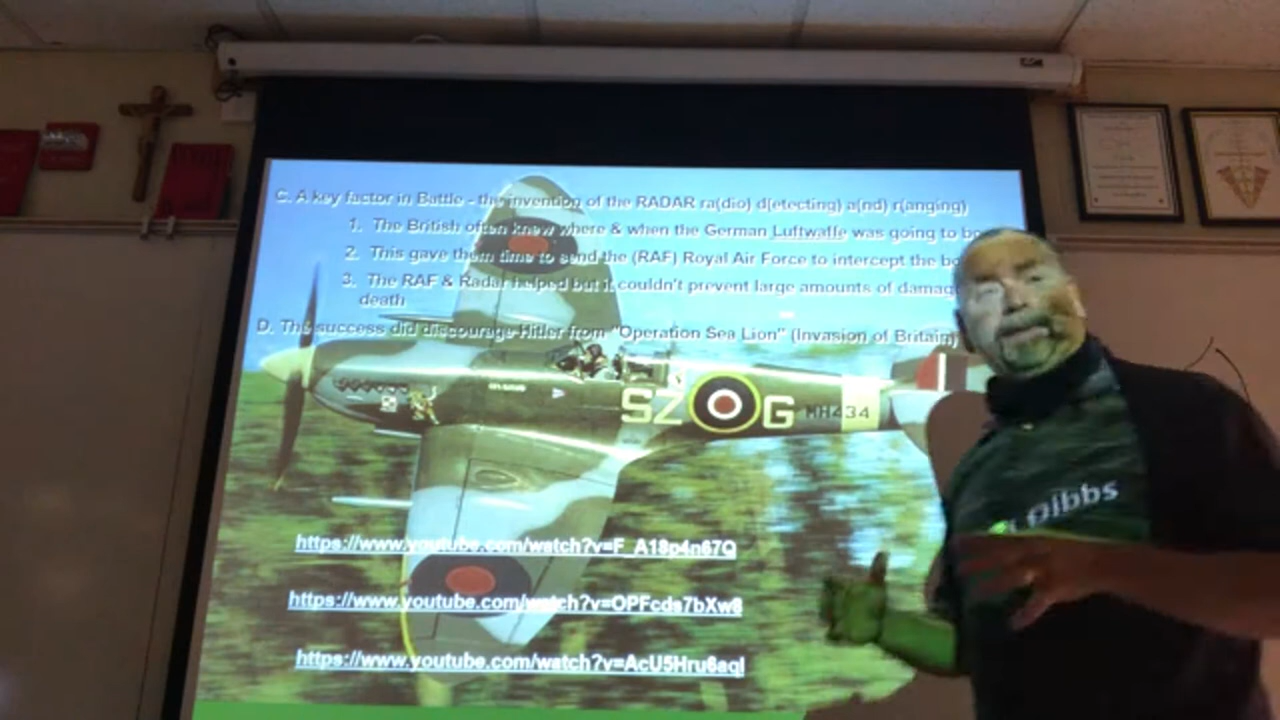 C. A key factor in Battle - the invention of the RADAR ra(dio) d(etecting) a(nd) r(anging)
1. The British often knew where & when the German Luftwaffe was going to
2. This gave them time to send the (RAF) Royal Air Force to intercept the
3. The RAF & Radar helped but it couldn't prevent large amounts of
death
D. The success did discourage Hitler from "Operation Sea Lion" (Invasion of Britain)
SZ G MH434
https://www.youtube.com/watch?v=F_A18p4n67Q
https://www.youtube.com/watch?v=OPFcds7bXw8
https://www.youtube.com/watch?v=AcU5Hru6aqI
Gibbs